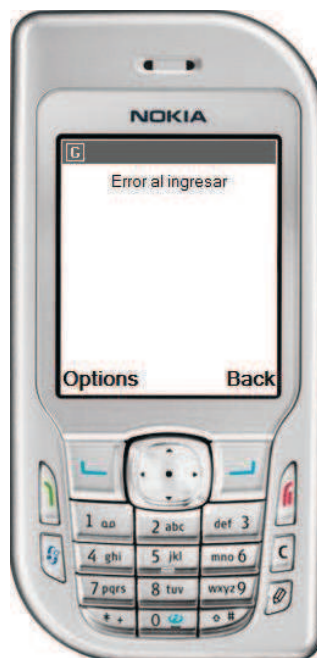 NOKIA
G
Error al ingresar
Options Back
1 oo 2 abc def 3
4 ghi 5 jkl mno 6 C
7 pqrs 8 tuv wxyz 9
* + 0 #